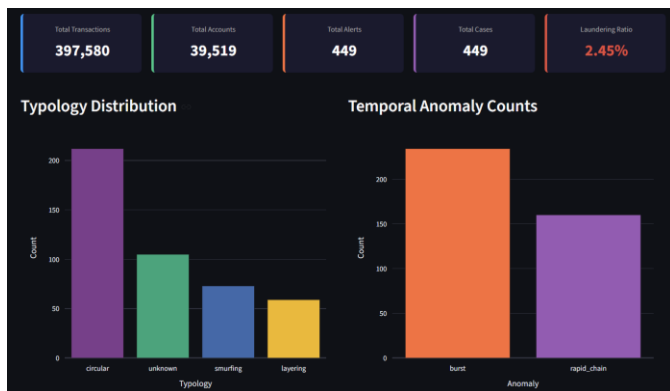 Total Transactions
397,580
Total Accounts
39,519
Total Alerts
449
Total Cases
449
Laundering Ratio
2.45%
Typology Distribution
Count
200
150
100
50
0
circular unknown smurfing layering
Typology
Temporal Anomaly Counts
Count
200
150
100
50
0
burst rapid_chain
Anomaly